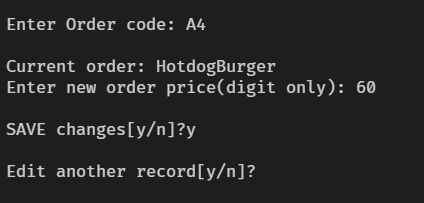 Enter Order code: A4
Current order: HotdogBurger
Enter new order price(digit only): 60
SAVE changes[y/n]?y
Edit another record[y/n]?